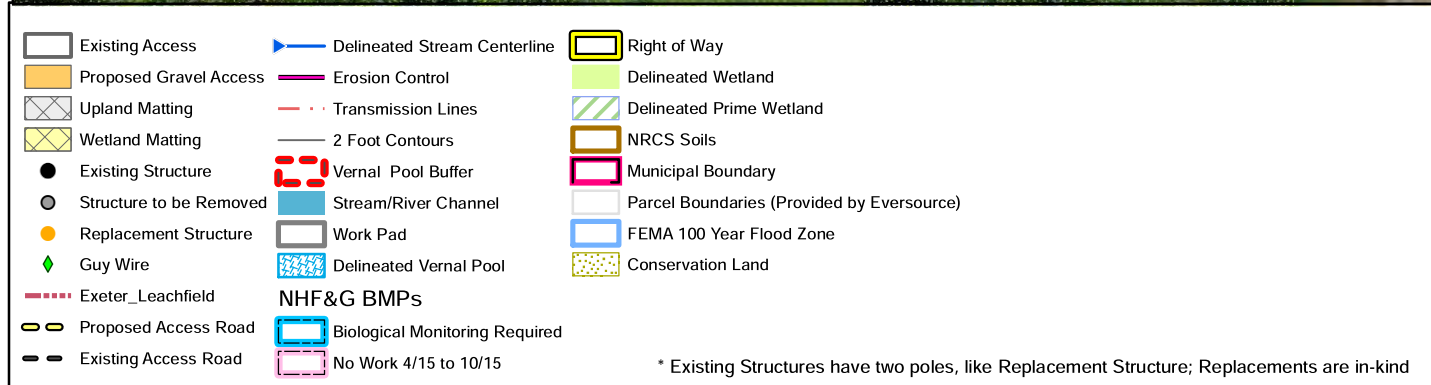 Existing Access
Proposed Gravel Access
Upland Matting
Wetland Matting
Existing Structure
Structure to be Removed
Replacement Structure
Guy Wire
Exeter_Leachfield
Proposed Access Road
Existing Access Road
Delineated Stream Centerline
Erosion Control
Transmission Lines
2 Foot Contours
Vernal Pool Buffer
Stream/River Channel
Work Pad
Delineated Vernal Pool
NHF&G BMPs
Biological Monitoring Required
No Work 4/15 to 10/15
Right of Way
Delineated Wetland
Delineated Prime Wetland
NRCS Soils
Municipal Boundary
Parcel Boundaries (Provided by Eversource)
FEMA 100 Year Flood Zone
Conservation Land
* Existing Structures have two poles, like Replacement Structure; Replacements are in-kind